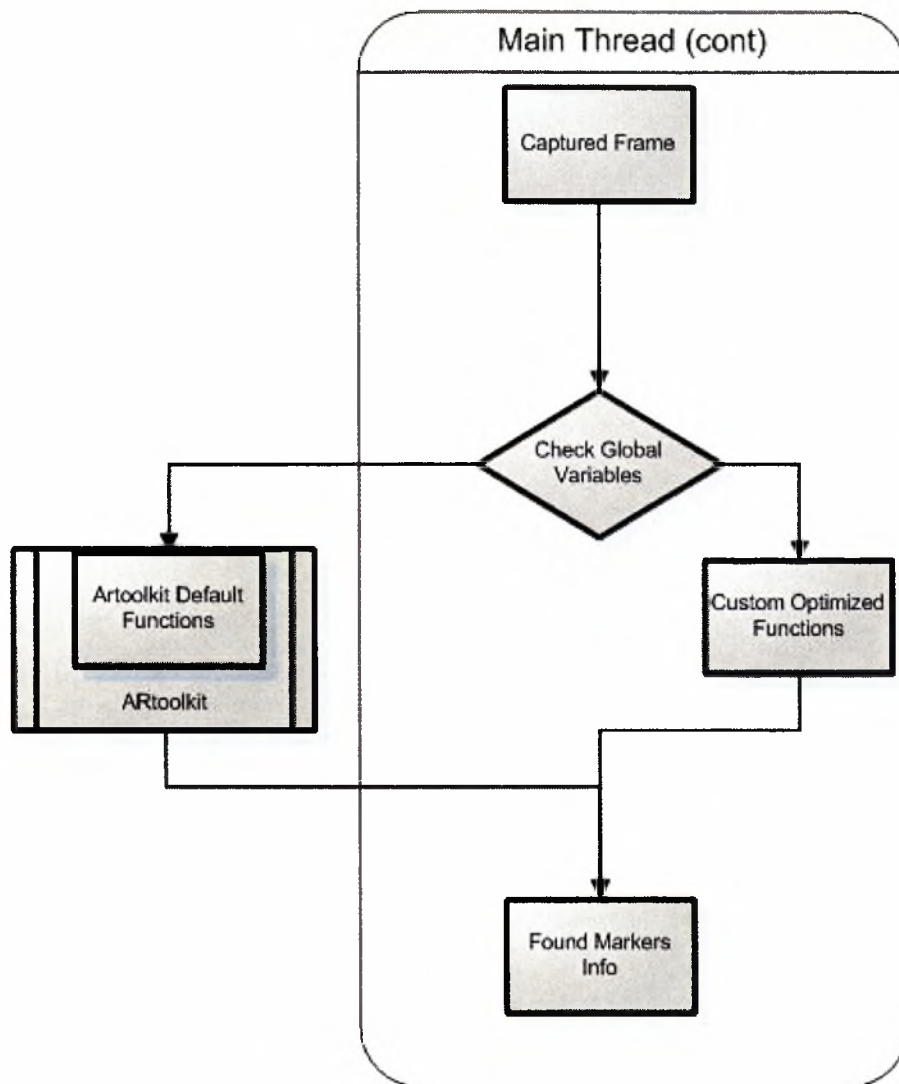 Main Thread (cont)
Captured Frame
Check Global
Variables
Artoolkit Default
Functions
ARtoolkit
Custom Optimized
Functions
Found Markers
Info